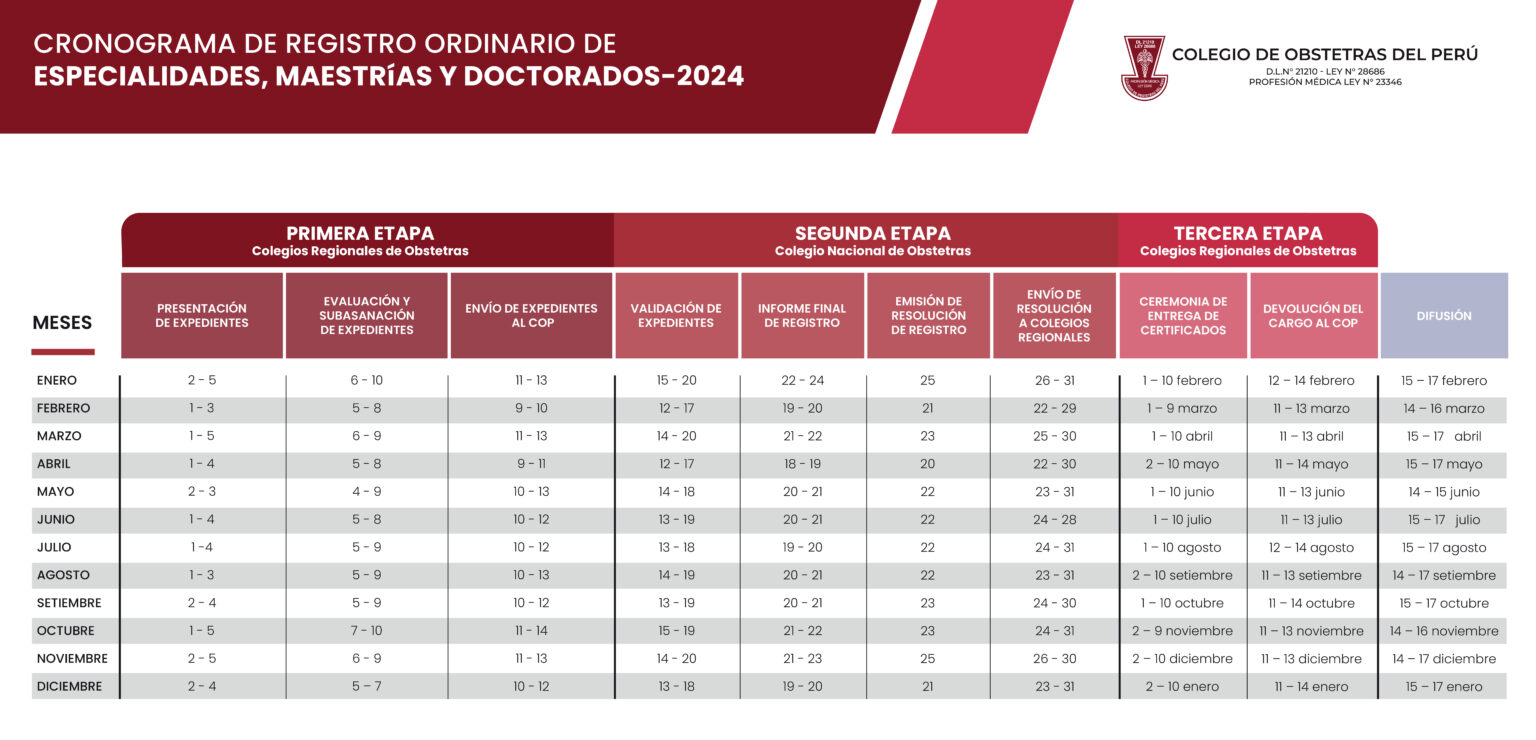 CRONOGRAMA DE REGISTRO ORDINARIO DE
ESPECIALIDADES, MAESTRÍAS Y DOCTORADOS-2024
DL 21210
LEY 28686
PROFESIÓN MÉDICA
COLEGIO DE OBSTETRAS DEL PERÚ
D.L.N° 21210 - LEY N° 28686
PROFESIÓN MÉDICA LEY N° 23346
PRIMERA ETAPA
Colegios Regionales de Obstetras
SEGUNDA ETAPA
Colegio Nacional de Obstetras
TERCERA ETAPA
Colegios Regionales de Obstetras
MESES
PRESENTACIÓN
DE EXPEDIENTES
EVALUACIÓN Y
SUBASANACIÓN
DE EXPEDIENTES
ENVÍO DE EXPEDIENTES
AL COP
VALIDACIÓN DE
EXPEDIENTES
INFORME FINAL
DE REGISTRO
EMISIÓN DE
RESOLUCIÓN
DE REGISTRO
ENVÍO DE
RESOLUCIÓN
A COLEGIOS
REGIONALES
CEREMONIA DE
ENTREGA DE
CERTIFICADOS
DEVOLUCIÓN DEL
CARGO AL COP
DIFUSIÓN
ENERO 2 - 5 6 - 10 11 - 13 15 - 20 22 - 24 25 26 - 31 1 – 10 febrero 12 – 14 febrero 15 – 17 febrero
FEBRERO 1 - 3 5 - 8 9 - 10 12 - 17 19 - 20 21 22 - 29 1 – 9 marzo 11 – 13 marzo 14 – 16 marzo
MARZO 1 - 5 6 - 9 11 - 13 14 - 20 21 - 22 23 25 - 30 1 – 10 abril 11 – 13 abril 15 – 17 abril
ABRIL 1 - 4 5 - 8 9 - 11 12 - 17 18 - 19 20 22 - 30 2 – 10 mayo 11 – 14 mayo 15 – 17 mayo
MAYO 2 - 3 4 - 9 10 - 13 14 - 18 20 - 21 22 23 - 31 1 – 10 junio 11 – 13 junio 14 – 15 junio
JUNIO 1 - 4 5 - 8 10 - 12 13 - 19 20 - 21 22 24 - 28 1 – 10 julio 11 – 13 julio 15 – 17 julio
JULIO 1 -4 5 - 9 10 - 12 13 - 18 19 - 20 22 24 - 31 1 – 10 agosto 12 – 14 agosto 15 – 17 agosto
AGOSTO 1 - 3 5 - 9 10 - 13 14 - 19 20 - 21 22 23 - 31 2 – 10 setiembre 11 – 13 setiembre 14 – 17 setiembre
SETIEMBRE 2 - 4 5 - 9 10 - 12 13 - 19 20 - 21 23 24 - 30 1 – 10 octubre 11 – 14 octubre 15 – 17 octubre
OCTUBRE 1 - 5 7 - 10 11 - 14 15 - 19 21 - 22 23 24 - 31 2 – 9 noviembre 11 – 13 noviembre 14 – 16 noviembre
NOVIEMBRE 2 - 5 6 - 9 11 - 13 14 - 20 21 - 23 25 26 - 30 2 – 10 diciembre 11 – 13 diciembre 14 – 17 diciembre
DICIEMBRE 2 - 4 5 – 7 10 - 12 13 - 18 19 - 20 21 23 - 31 2 – 10 enero 11 – 14 enero 15 – 17 enero